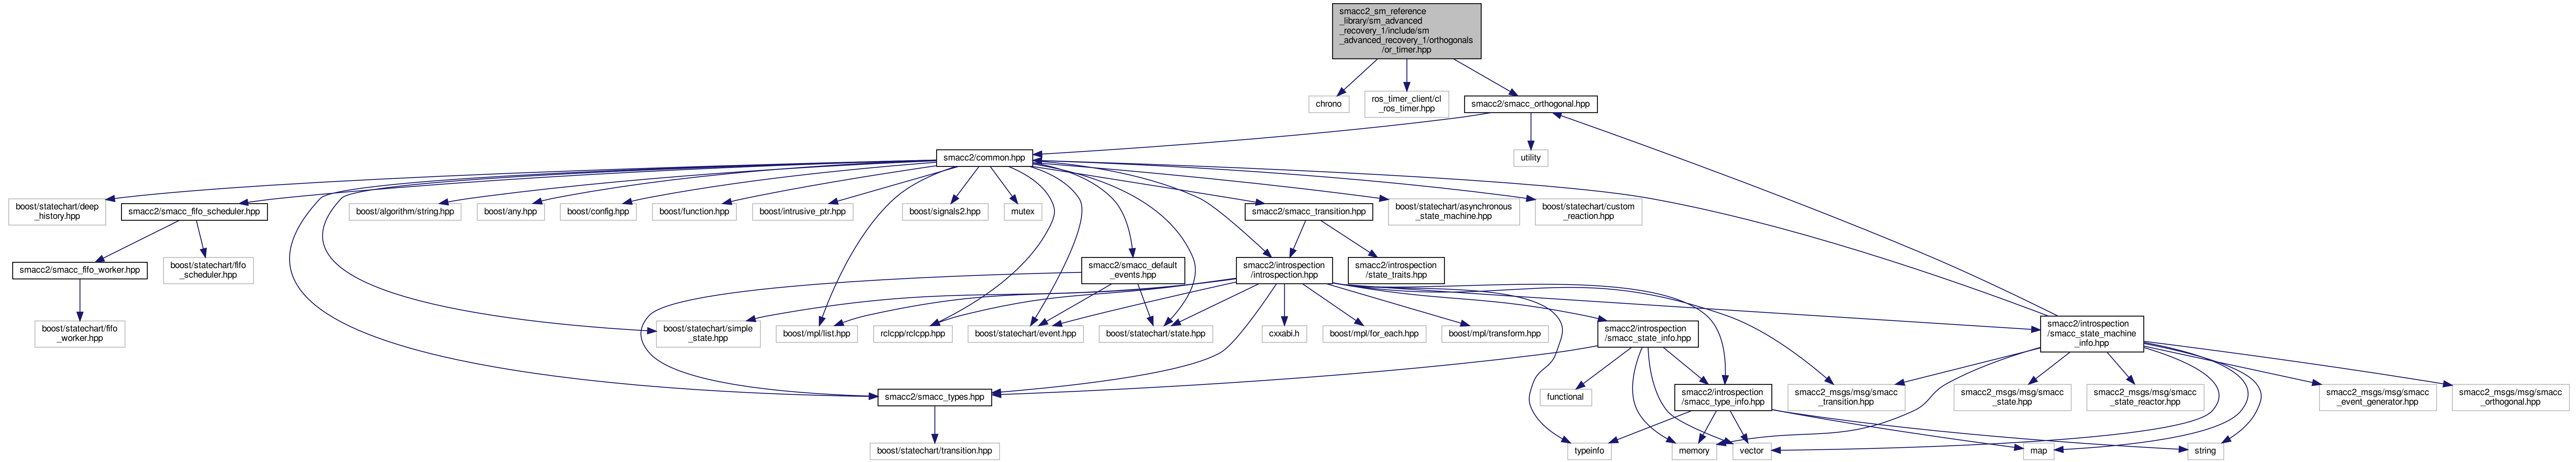 smacc2_sm_reference
_library/sm_advanced
_recovery_1/include/sm
_advanced_recovery_1/orthogonals
/or_timer.hpp
chrono
ros_timer_client/cl
_ros_timer.hpp
smacc2/smacc_orthogonal.hpp
smacc2/common.hpp
utility
boost/statechart/deep
_history.hpp
smacc2/smacc_fifo_scheduler.hpp
boost/algorithm/string.hpp
boost/any.hpp
boost/config.hpp
boost/function.hpp
boost/intrusive_ptr.hpp
boost/signals2.hpp
mutex
smacc2/smacc_transition.hpp
boost/statechart/asynchronous
_state_machine.hpp
boost/statechart/custom
_reaction.hpp
smacc2/smacc_fifo_worker.hpp
boost/statechart/fifo
_scheduler.hpp
smacc2/smacc_default
_events.hpp
smacc2/introspection
/introspection.hpp
smacc2/introspection
/state_traits.hpp
boost/statechart/fifo
_worker.hpp
boost/statechart/simple
_state.hpp
boost/mpl/list.hpp
rclcpp/rclcpp.hpp
boost/statechart/event.hpp
boost/statechart/state.hpp
cxxabi.h
boost/mpl/for_each.hpp
boost/mpl/transform.hpp
smacc2/introspection
/smacc_state_info.hpp
smacc2/introspection
/smacc_state_machine
_info.hpp
smacc2/smacc_types.hpp
functional
smacc2/introspection
/smacc_type_info.hpp
smacc2_msgs/msg/smacc
_transition.hpp
smacc2_msgs/msg/smacc
_state.hpp
smacc2_msgs/msg/smacc
_state_reactor.hpp
smacc2_msgs/msg/smacc
_event_generator.hpp
smacc2_msgs/msg/smacc
_orthogonal.hpp
boost/statechart/transition.hpp
typeinfo
memory
vector
map
string